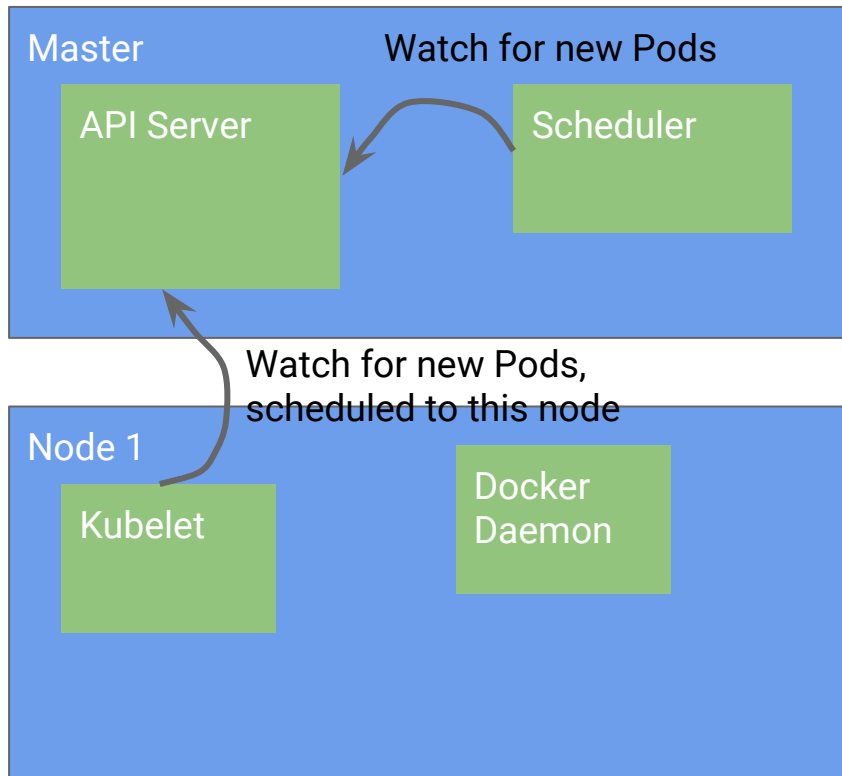 Master
Watch for new Pods
API Server
Scheduler
Watch for new Pods,
scheduled to this node
Node 1
Kubelet
Docker
Daemon